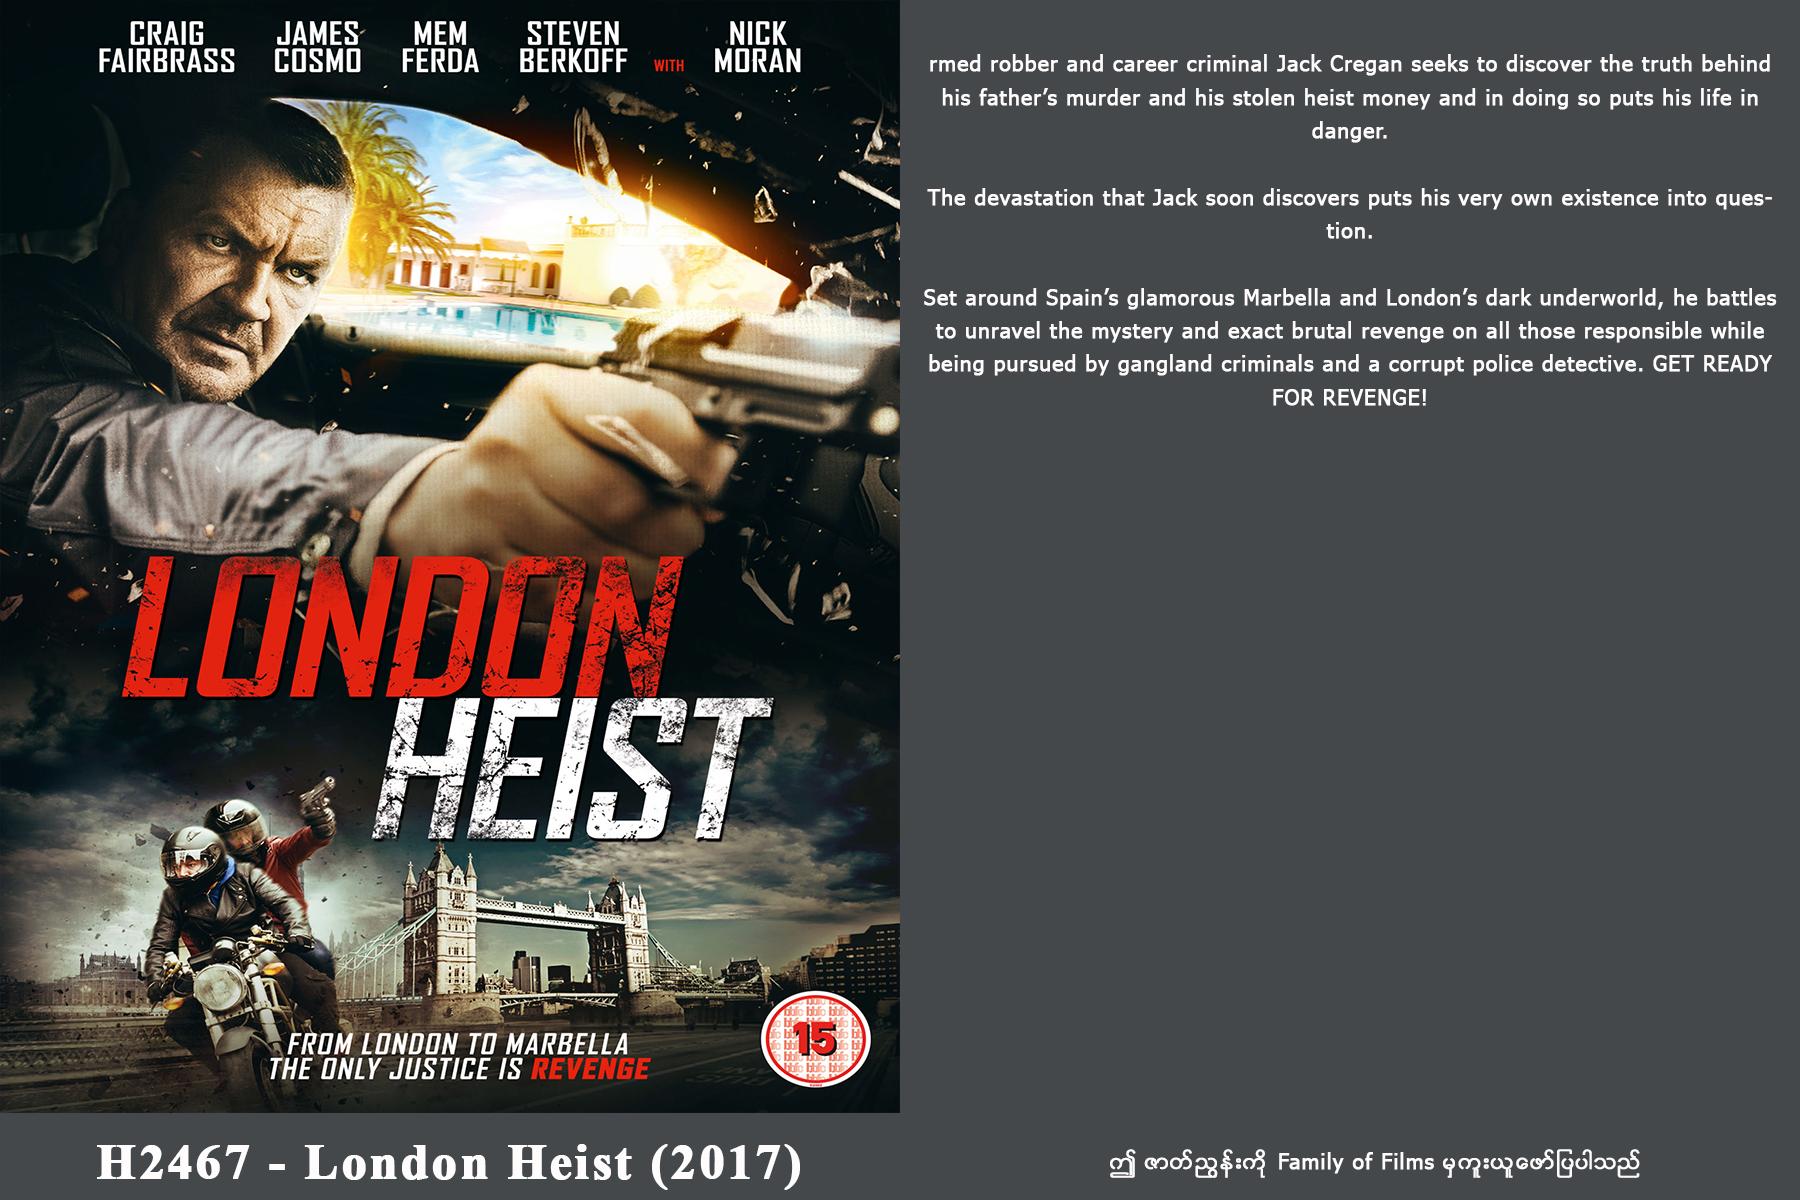 CRAIG
FAIRBRASS
JAMES
COSMO
MEM
FERDA
STEVEN
BERKOFF
WITH
NICK
MORAN
LONDON
HEIST
FROM LONDON TO MARBELLA
THE ONLY JUSTICE IS REVENGE
15
H2467 - London Heist (2017)
rmed robber and career criminal Jack Cregan seeks to discover the truth behind
his father’s murder and his stolen heist money and in doing so puts his life in
danger.
The devastation that Jack soon discovers puts his very own existence into ques-
tion.
Set around Spain’s glamorous Marbella and London’s dark underworld, he battles
to unravel the mystery and exact brutal revenge on all those responsible while
being pursued by gangland criminals and a corrupt police detective. GET READY
FOR REVENGE!
ဤ ဇာတ်ညွန်းကို Family of Films မှကူးယူဖော်ပြပါသည်